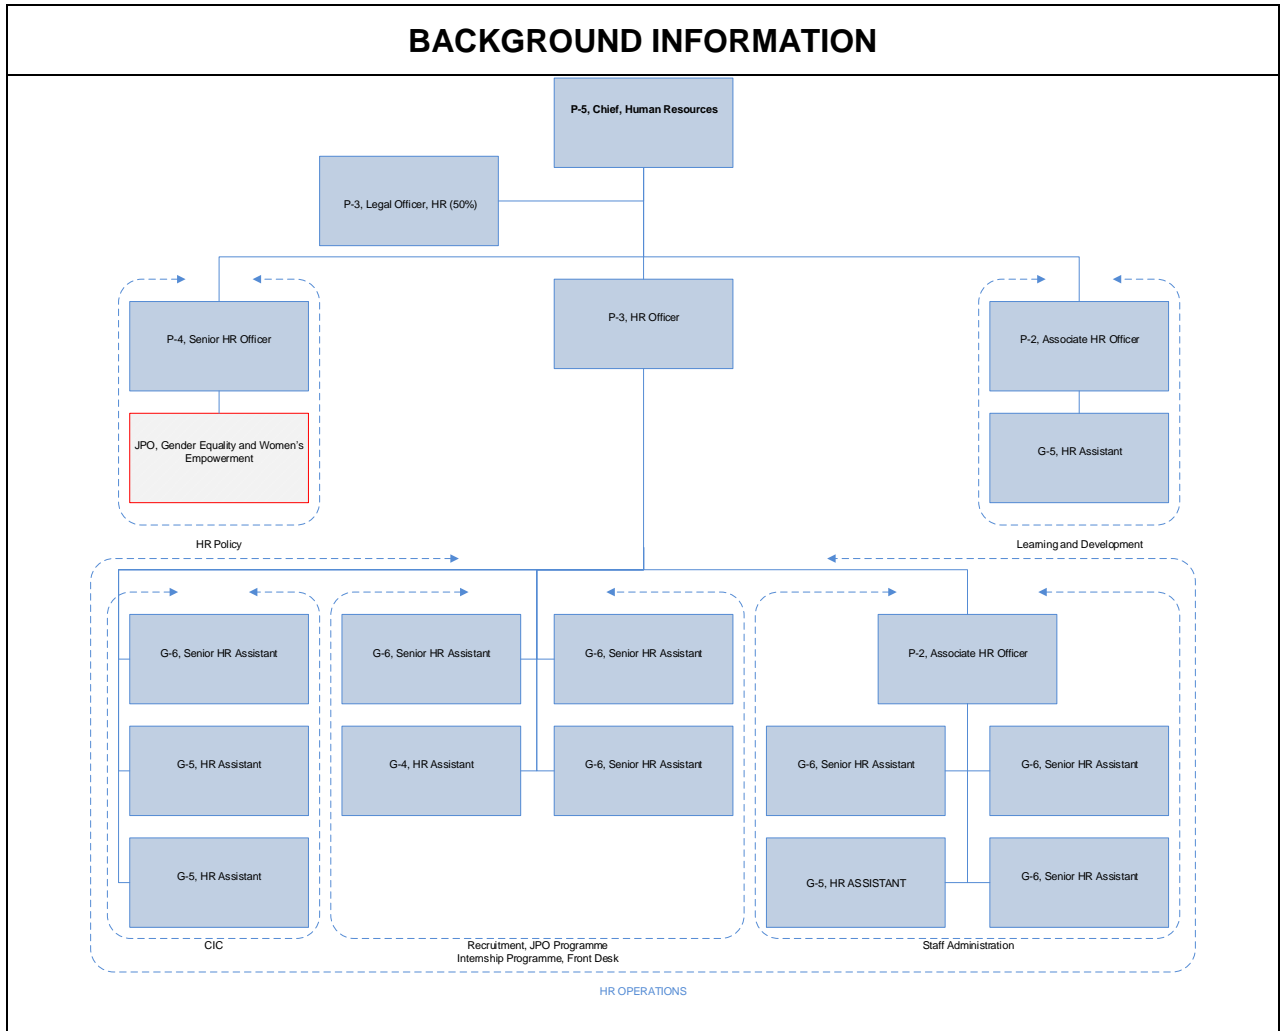 BACKGROUND INFORMATION
P-5, Chief, Human Resources
P-3, Legal Officer, HR (50%)
P-4, Senior HR Officer
P-3, HR Officer
P-2, Associate HR Officer
JPO, Gender Equality and Women's
Empowerment
G-5, HR Assistant
HR Policy
Learning and Development
G-6, Senior HR Assistant
G-6, Senior HR Assistant
G-6, Senior HR Assistant
P-2, Associate HR Officer
G-5, HR Assistant
G-4, HR Assistant
G-6, Senior HR Assistant
G-6, Senior HR Assistant
G-6, Senior HR Assistant
G-5, HR Assistant
G-5, HR ASSISTANT
G-6, Senior HR Assistant
CIC
Recruitment, JPO Programme
Internship Programme, Front Desk
Staff Administration
HR OPERATIONS